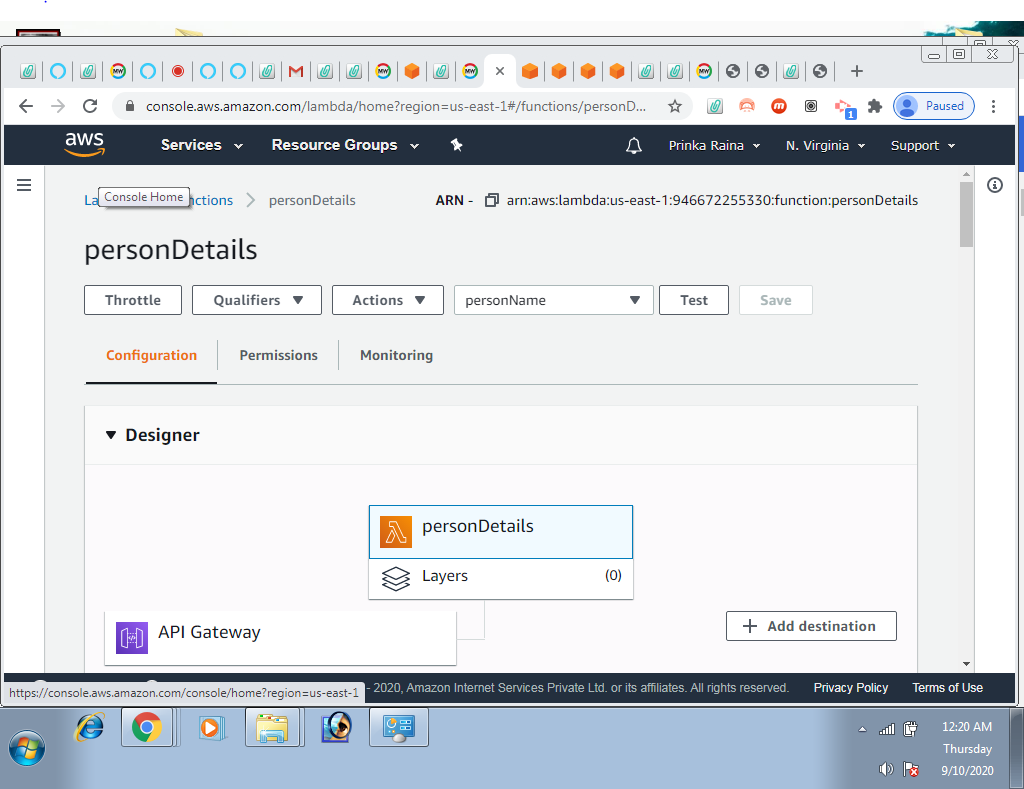 console.aws.amazon.com/lambda/home?region=us-east-1#/functions/personD...
1
Paused
aws
Services
Resource Groups
Prinka Raina
N. Virginia
Support
Console Home
La
nctions
personDetails
ARN -
arn:aws:lambda:us-east-1:946672255330:function:personDetails
personDetails
Throttle
Qualifiers
Actions
personName
Test
Save
Configuration
Permissions
Monitoring
Designer
personDetails
Layers
(0)
API Gateway
Add destination
https://console.aws.amazon.com/console/home?region=us-east-1
- 2020, Amazon Internet Services Private Ltd. or its affiliates. All rights reserved.
Privacy Policy
Terms of Use
12:20 AM
Thursday
9/10/2020